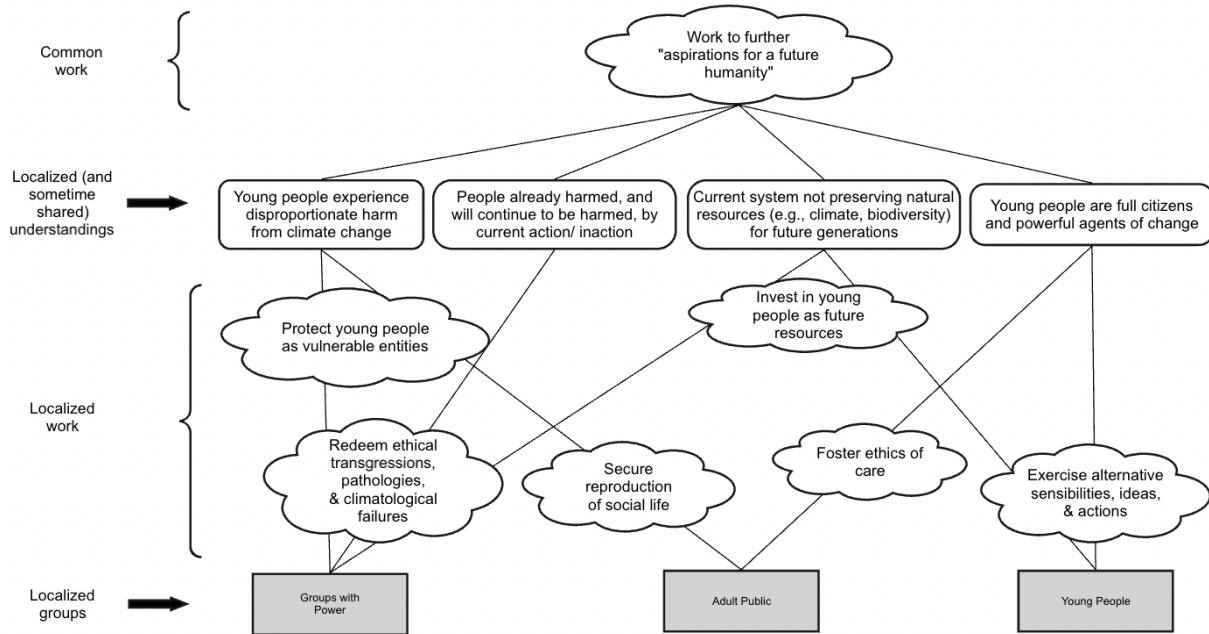 Common
work
Work to further
"aspirations for a future
humanity"
Localized (and
sometime
shared)
understandings
Young people experience
disproportionate harm
from climate change
People already harmed, and
will continue to be harmed, by
current action/ inaction
Current system not preserving natural
resources (e.g., climate, biodiversity)
for future generations
Young people are full citizens
and powerful agents of change
Localized
work
Protect young people
as vulnerable entities
Invest in young
people as future
resources
Redeem ethical
transgressions,
pathologies,
& climatological
failures
Secure
reproduction
of social life
Foster ethics of
care
Exercise alternative
sensibilities, ideas,
& actions
Localized
groups
Groups with
Power
Adult Public
Young People